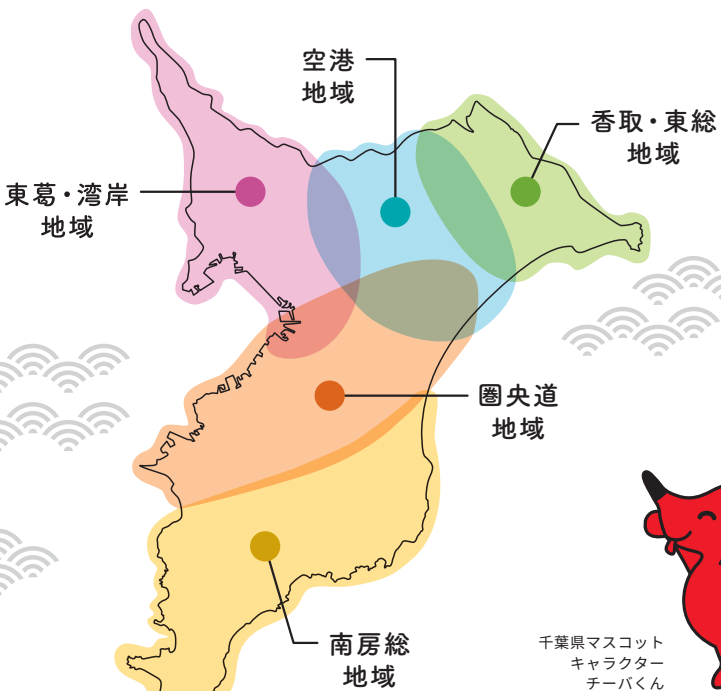 空港
地域
香取・東総
地域
東葛・湾岸
地域
圏央道
地域
南房総
地域
千葉県マスコット
キャラクター
チーバくん